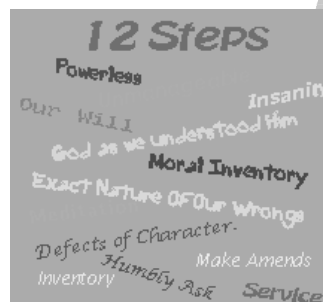 12 Steps
Powerless
Insanity
Our Will
God as we understood Him
Moral Inventory
Exact Nature Of Our Wrongs
Defects of Character.
Humbly Ask
Make Amends
Inventory
Service